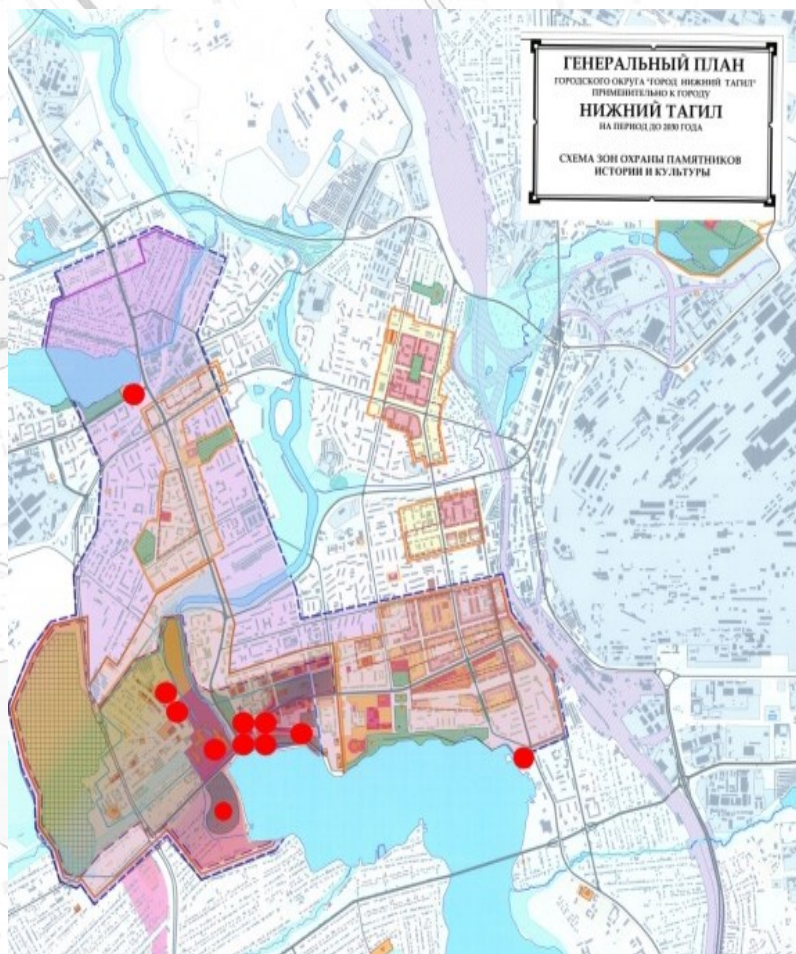 ГЕНЕРАЛЬНЫЙ ПЛАН
ГОРОДСКОГО ОКРУГА "ГОРОД НИЖНИЙ ТАГИЛ"
ПРИМЕНИТЕЛЬНО К ГОРОДУ
НИЖНИЙ ТАГИЛ
НА ПЕРИОД ДО 2030 ГОДА
СХЕМА ЗОН ОХРАНЫ ПАМЯТНИКОВ
ИСТОРИИ И КУЛЬТУРЫ